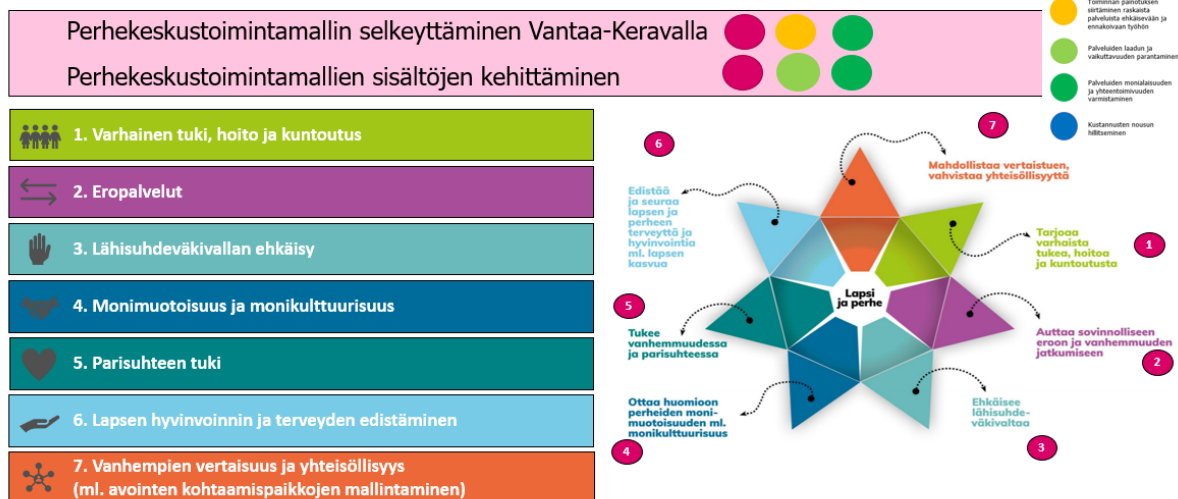 Perhekeskustoimintamallin selkeyttäminen Vantaa-Keravalla
Perhekeskustoimintamallien sisältöjen kehittäminen
Toiminnan painotuksen
siirtäminen raskaista
palveluista ehkäisevään ja
ennakoivaan työhön
Palveluiden laadun ja
vaikuttavuuden parantaminen
Palveluiden monialaisuuden
ja yhteentoimivuuden
varmistaminen
Kustannusten nousun
hillitseminen
1. Varhainen tuki, hoito ja kuntoutus
2. Eropalvelut
3. Lähisuhdeväkivallan ehkäisy
4. Monimuotoisuus ja monikulttuurisuus
5. Parisuhteen tuki
6. Lapsen hyvinvoinnin ja terveyden edistäminen
7. Vanhempien vertaisuus ja yhteisöllisyys
(ml. avointen kohtaamispaikkojen mallintaminen)
7
Mahdollistaa vertaistuen,
vahvistaa yhteisöllisyyttä
6
Edistää
ja seuraa
lapsen ja
perheen
terveyttä ja
hyvinvointia
ml. lapsen
kasvua
1
Tarjoaa
varhaista
tukea, hoitoa
ja kuntoutusta
Lapsi
ja perhe
5
Tukee
vanhemmuudessa
ja parisuhteessa
Auttaa sovinnolliseen
eroon ja vanhemmuuden
jatkumiseen
2
Ottaa huomioon
perheiden moni-
muotoisuuden ml.
monikulttuurisuus
4
Ehkäisee
lähisuhde-
väkivaltaa
3